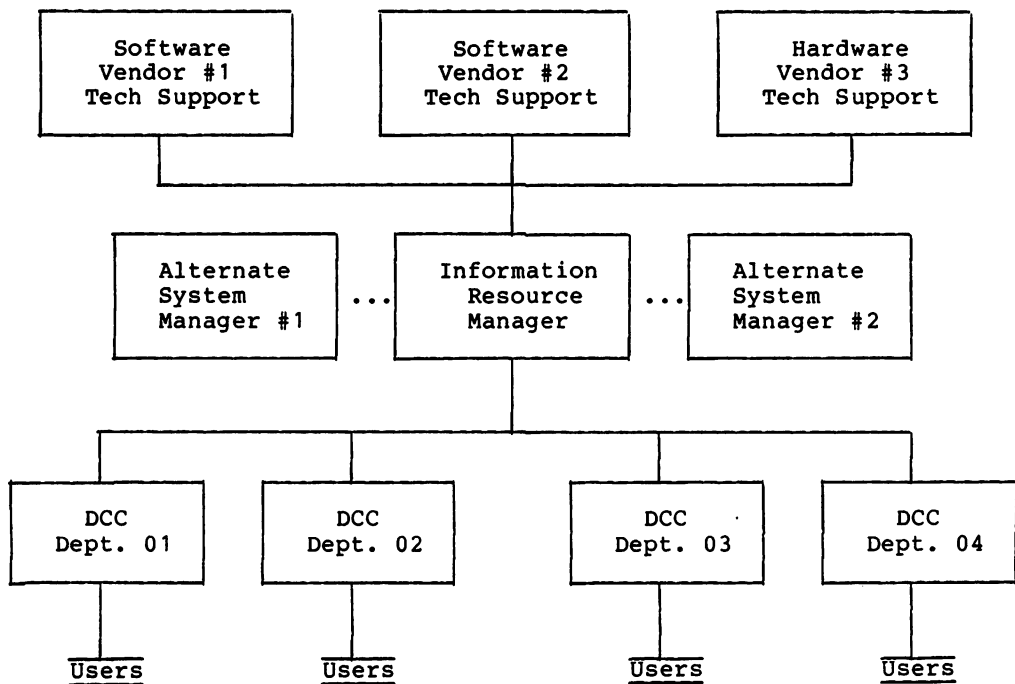 Software
Vendor #1
Tech Support
Software
Vendor #2
Tech Support
Hardware
Vendor #3
Tech Support
Alternate
System
Manager #1
...
Information
Resource
Manager
...
Alternate
System
Manager #2
DCC
Dept. 01
DCC
Dept. 02
DCC
Dept. 03
DCC
Dept. 04
Users
Users
Users
Users